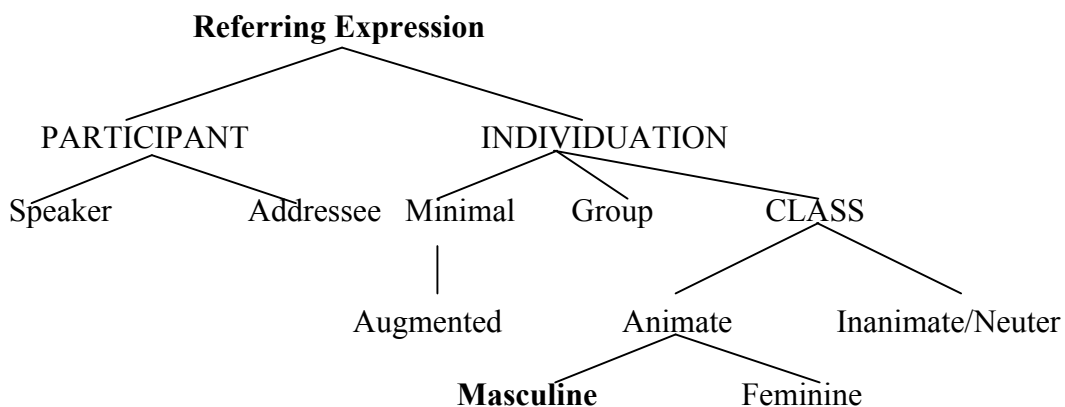 Referring Expression
PARTICIPANT INDIVIDUATION
Speaker Addressee Minimal Group CLASS
Augmented Animate Inanimate/Neuter
Masculine Feminine